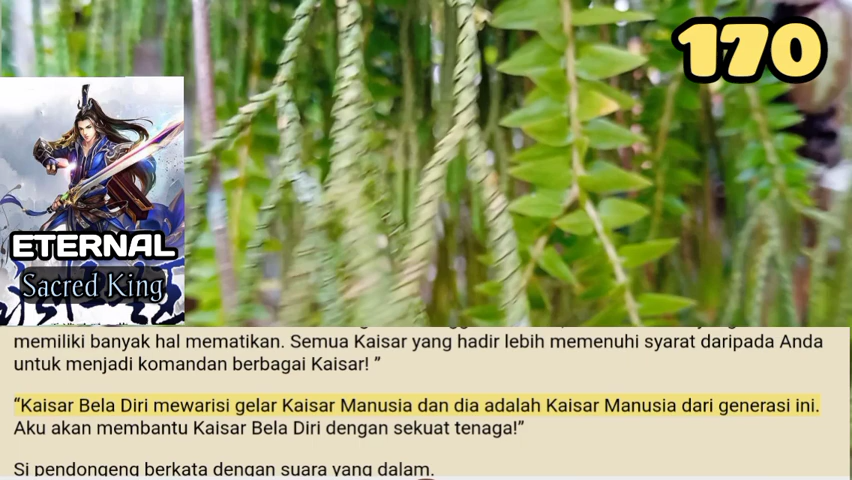 170
ETERNAL
Sacred King
memiliki banyak hal mematikan. Semua Kaisar yang hadir lebih memenuhi syarat daripada Anda
untuk menjadi komandan berbagai Kaisar! ”
“Kaisar Bela Diri mewarisi gelar Kaisar Manusia dan dia adalah Kaisar Manusia dari generasi ini.
Aku akan membantu Kaisar Bela Diri dengan sekuat tenaga!”
Si pendongeng berkata dengan suara yang dalam.